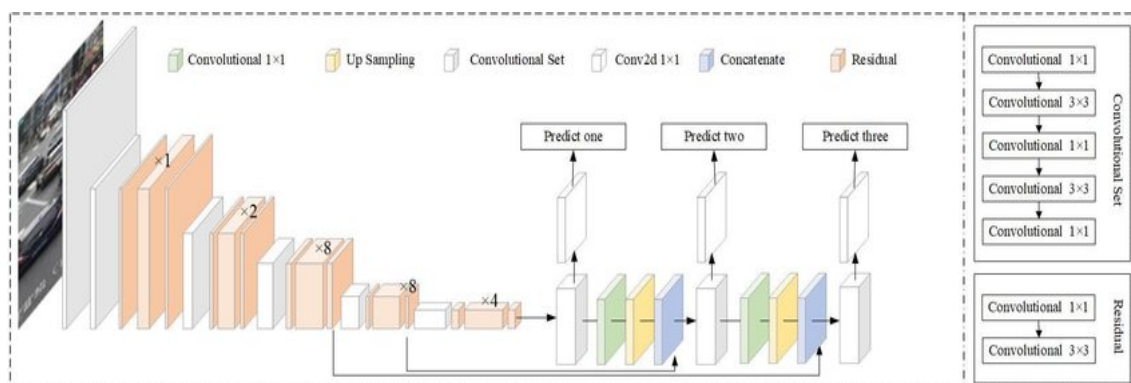 Convolutional 1×1
Up Sampling
Convolutional Set
Conv2d 1×1
Concatenate
Residual
×1
×2
×8
×8
×4
Predict one
Predict two
Predict three
Convolutional 1×1
Convolutional 3×3
Convolutional 1×1
Convolutional 3×3
Convolutional 1×1
Convolutional Set
Convolutional 1×1
Convolutional 3×3
Residual